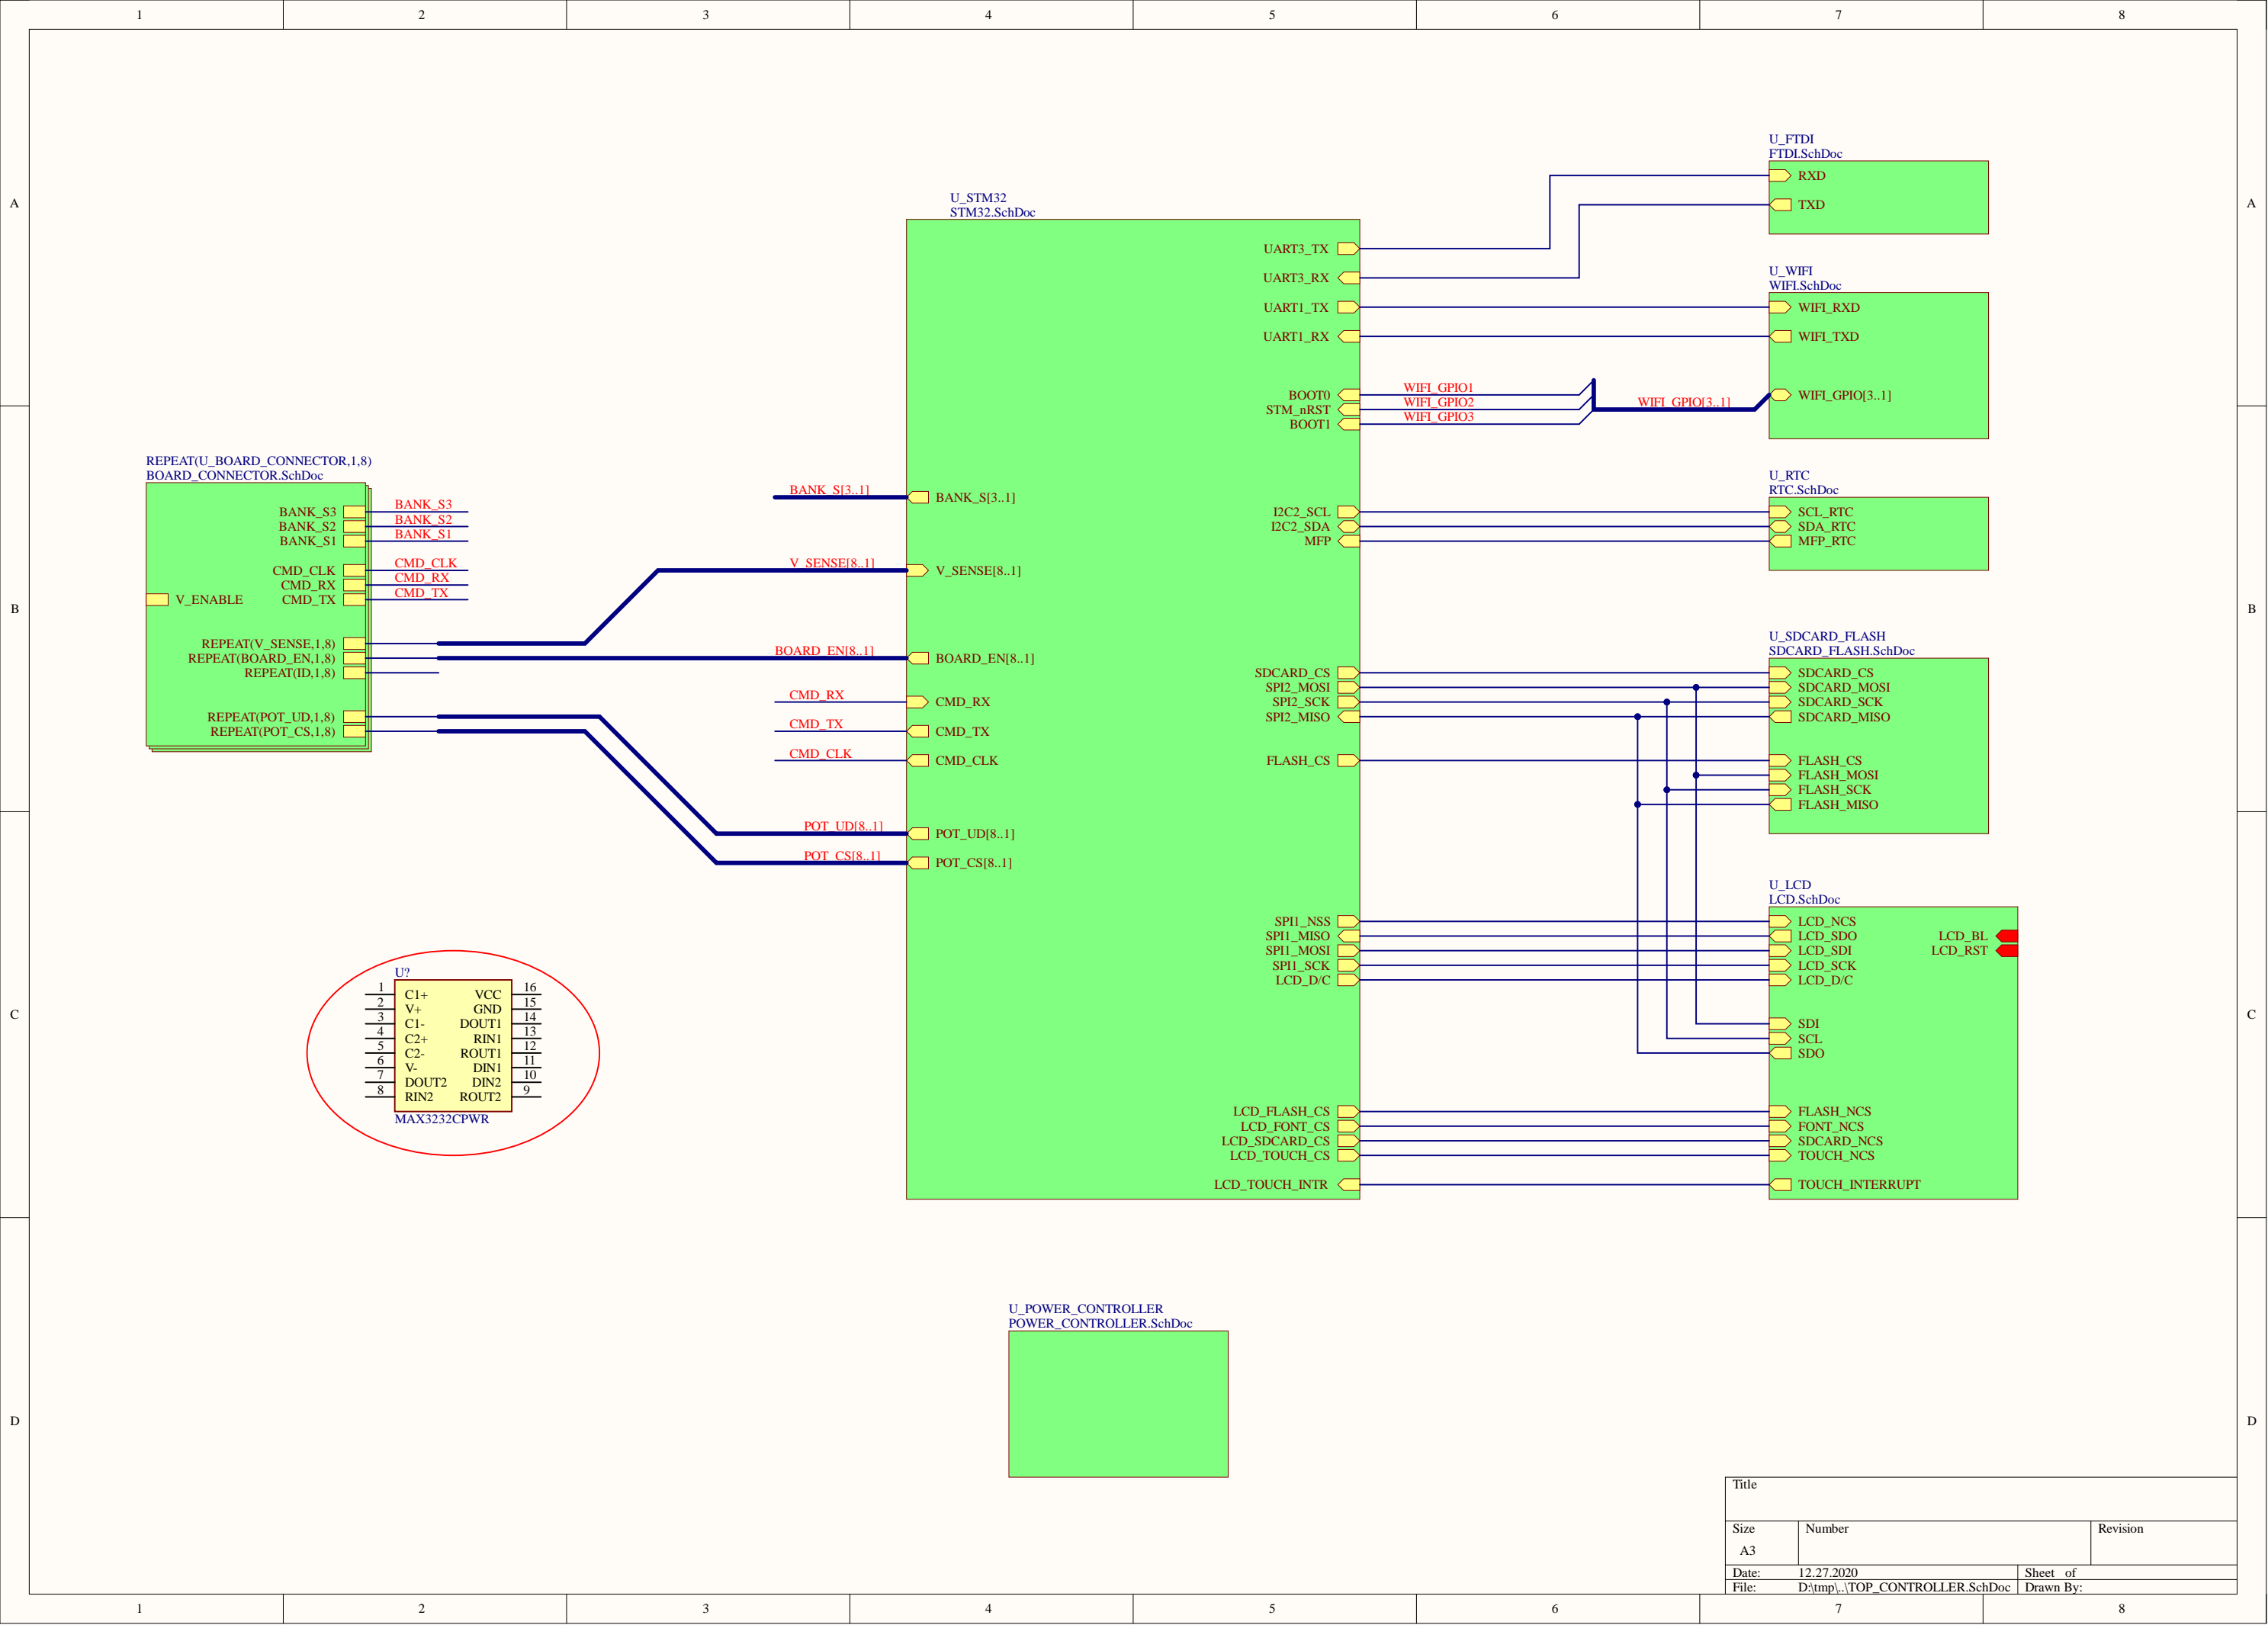 1 2 3 4 5 6 7 8
A A
B B
C C
D D
REPEAT(U_BOARD_CONNECTOR,1,8)
BOARD_CONNECTOR.SchDoc
BANK_S3 BANK_S3
BANK_S2 BANK_S2
BANK_S1 BANK_S1
CMD_CLK CMD_CLK
CMD_RX CMD_RX
V_ENABLE CMD_TX CMD_TX
REPEAT(V_SENSE,1,8)
REPEAT(BOARD_EN,1,8)
REPEAT(ID,1,8)
REPEAT(POT_UD,1,8)
REPEAT(POT_CS,1,8)
U?
1 C1+ VCC 16
2 V+ GND 15
3 C1- DOUT1 14
4 C2+ RIN1 13
5 C2- ROUT1 12
6 V- DIN1 11
7 DOUT2 DIN2 10
8 RIN2 ROUT2 9
MAX3232CPWR
U_STM32
STM32.SchDoc
BANK_S[3..1] BANK_S[3..1]
V_SENSE[8..1] V_SENSE[8..1]
BOARD_EN[8..1] BOARD_EN[8..1]
CMD_RX CMD_RX
CMD_TX CMD_TX
CMD_CLK CMD_CLK
POT_UD[8..1] POT_UD[8..1]
POT_CS[8..1] POT_CS[8..1]
UART3_TX
UART3_RX
UART1_TX
UART1_RX
BOOT0 WIFI_GPIO1
STM_nRST WIFI_GPIO2
BOOT1 WIFI_GPIO3
WIFI_GPIO[3..1]
I2C2_SCL
I2C2_SDA
MFP
SDCARD_CS
SPI2_MOSI
SPI2_SCK
SPI2_MISO
FLASH_CS
SPI1_NSS
SPI1_MISO
SPI1_MOSI
SPI1_SCK
LCD_D/C
LCD_FLASH_CS
LCD_FONT_CS
LCD_SDCARD_CS
LCD_TOUCH_CS
LCD_TOUCH_INTR
U_FTDI
FTDI.SchDoc
RXD
TXD
U_WIFI
WIFI.SchDoc
WIFI_RXD
WIFI_TXD
WIFI_GPIO[3..1]
U_RTC
RTC.SchDoc
SCL_RTC
SDA_RTC
MFP_RTC
U_SDCARD_FLASH
SDCARD_FLASH.SchDoc
SDCARD_CS
SDCARD_MOSI
SDCARD_SCK
SDCARD_MISO
FLASH_CS
FLASH_MOSI
FLASH_SCK
FLASH_MISO
U_LCD
LCD.SchDoc
LCD_NCS
LCD_SDO LCD_BL
LCD_SDI LCD_RST
LCD_SCK
LCD_D/C
SDI
SCL
SDO
FLASH_NCS
FONT_NCS
SDCARD_NCS
TOUCH_NCS
TOUCH_INTERRUPT
U_POWER_CONTROLLER
POWER_CONTROLLER.SchDoc
Title
Size Number Revision
A3
Date: 12.27.2020 Sheet of
File: D:\tmp\..\TOP_CONTROLLER.SchDoc Drawn By:
1 2 3 4 5 6 7 8